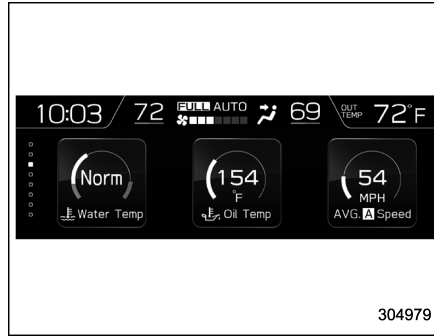 10:03 72 FULL AUTO 69 OUT TEMP 72°F
Norm
Water Temp
154
°F
Oil Temp
54
MPH
AVG. A Speed
304979